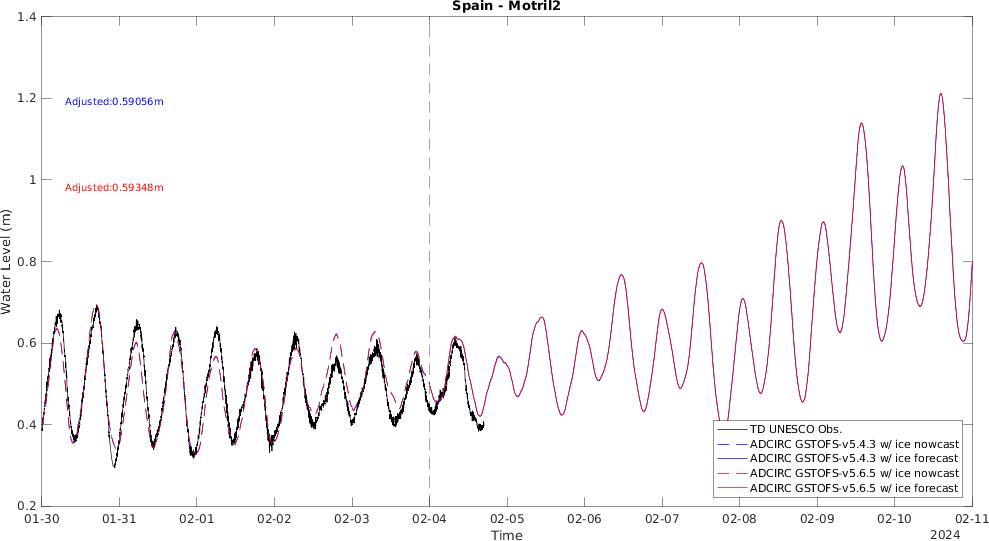 Spain - Motril2
1.4
1.2
1
0.8
0.6
0.4
0.2
Water Level (m)
Adjusted:0.59056m
Adjusted:0.59348m
TD UNESCO Obs.
ADCIRC GSTOFS-v5.4.3 w/ ice nowcast
ADCIRC GSTOFS-v5.4.3 w/ ice forecast
ADCIRC GSTOFS-v5.6.5 w/ ice nowcast
ADCIRC GSTOFS-v5.6.5 w/ ice forecast
01-30 01-31 02-01 02-02 02-03 02-04 02-05 02-06 02-07 02-08 02-09 02-10 02-11
Time
2024